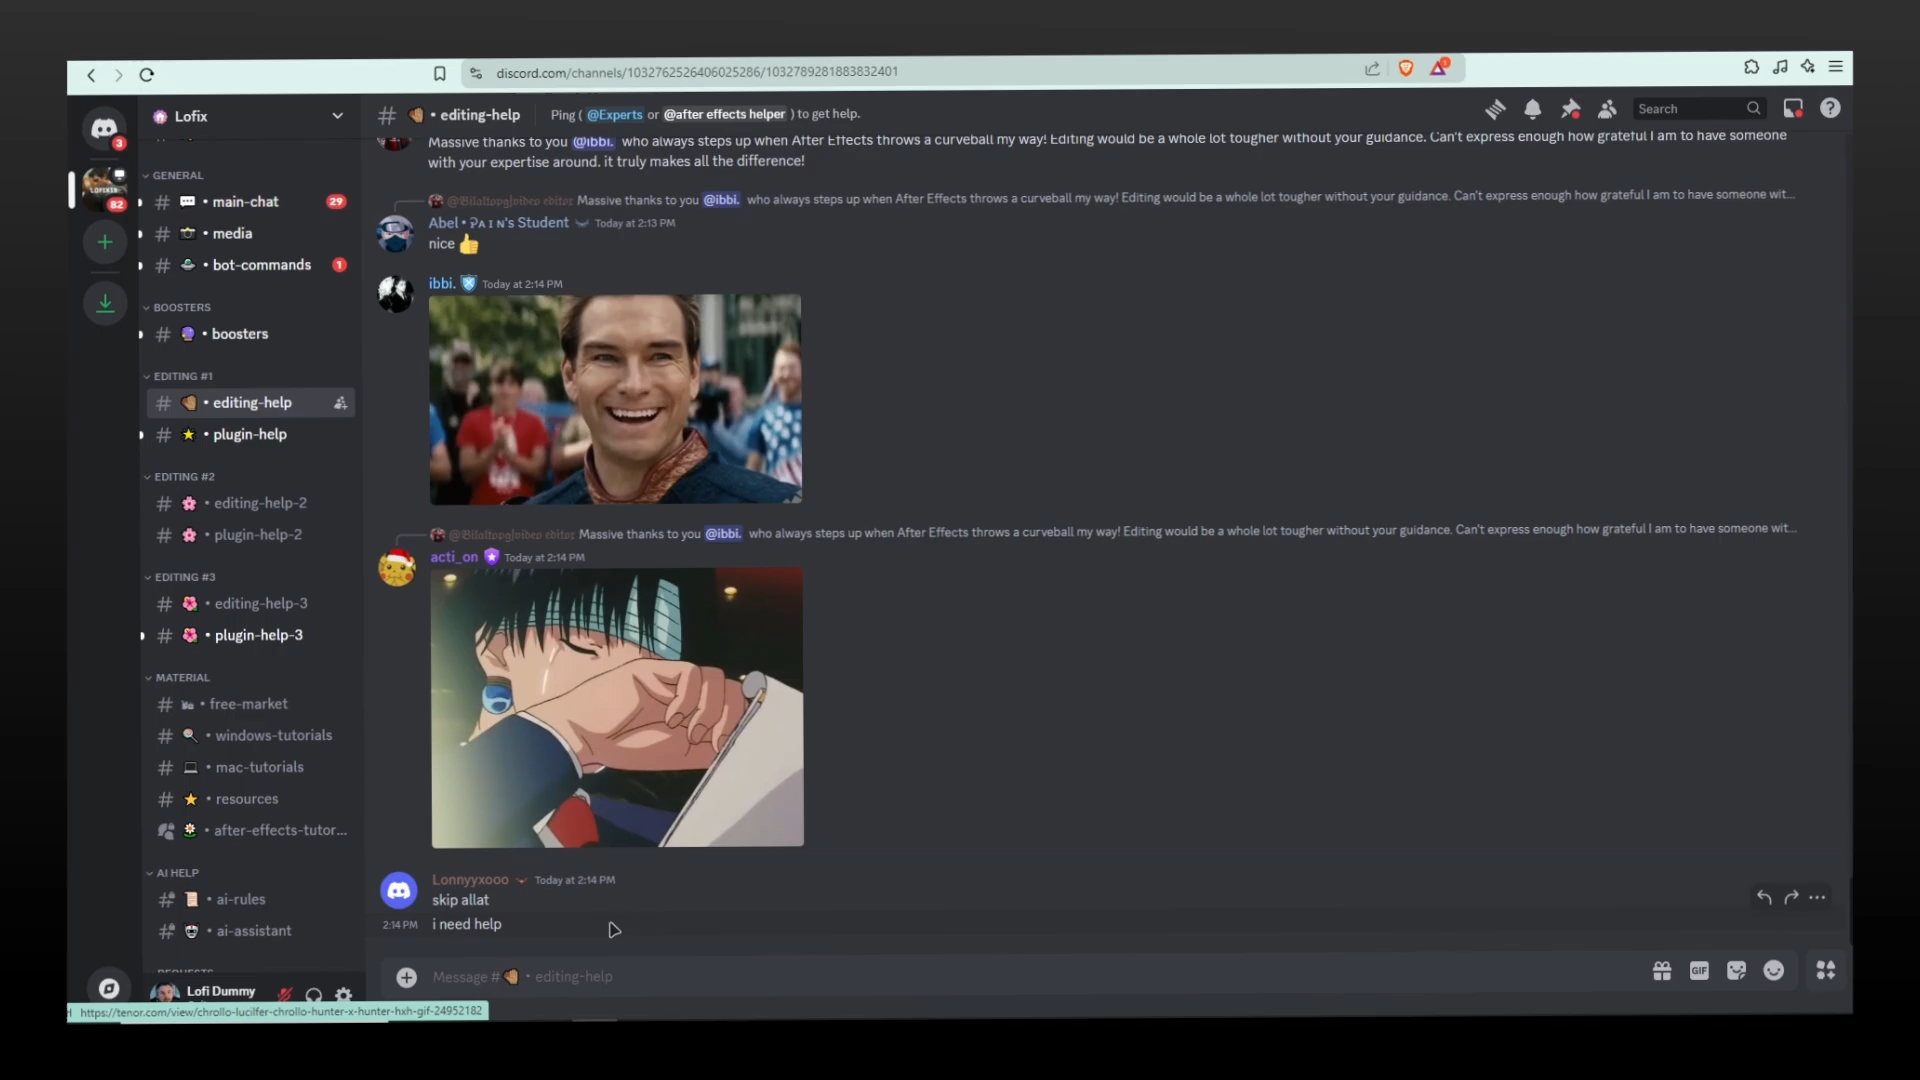 discord.com/channels/1032762526406025286/1032789281883832401
3
82
Lofix
GENERAL
# • main-chat 29
# • media
# • bot-commands 1
BOOSTERS
# • boosters
EDITING #1
# • editing-help
# • plugin-help
EDITING #2
# • editing-help-2
# • plugin-help-2
EDITING #3
# • editing-help-3
# • plugin-help-3
MATERIAL
# free-market
# • windows-tutorials
# • mac-tutorials
# • resources
• after-effects-tutor...
AI HELP
# • ai-rules
# • ai-assistant
Lofi Dummy
https://tenor.com/view/chrollo-lucilfer-chrollo-hunter-x-hunter-hxh-gif-24952182
# • editing-help Ping ( @Experts or @after effects helper ) to get help.
Search
Massive thanks to you @ibbi. who always steps up when After Effects throws a curveball my way! Editing would be a whole lot tougher without your guidance. Can't express enough how grateful I am to have someone
with your expertise around. it truly makes all the difference!
Massive thanks to you @ibbi. who always steps up when After Effects throws a curveball my way! Editing would be a whole lot tougher without your guidance. Can't express enough how grateful I am to have someone wit...
Abel • PAIN's Student Today at 2:13 PM
nice
ibbi. Today at 2:14 PM
Massive thanks to you @ibbi. who always steps up when After Effects throws a curveball my way! Editing would be a whole lot tougher without your guidance. Can't express enough how grateful I am to have someone wit...
acti_on Today at 2:14 PM
Lonnyyxooo Today at 2:14 PM
skip allat
2:14 PM i need help
Message # • editing-help
GIF